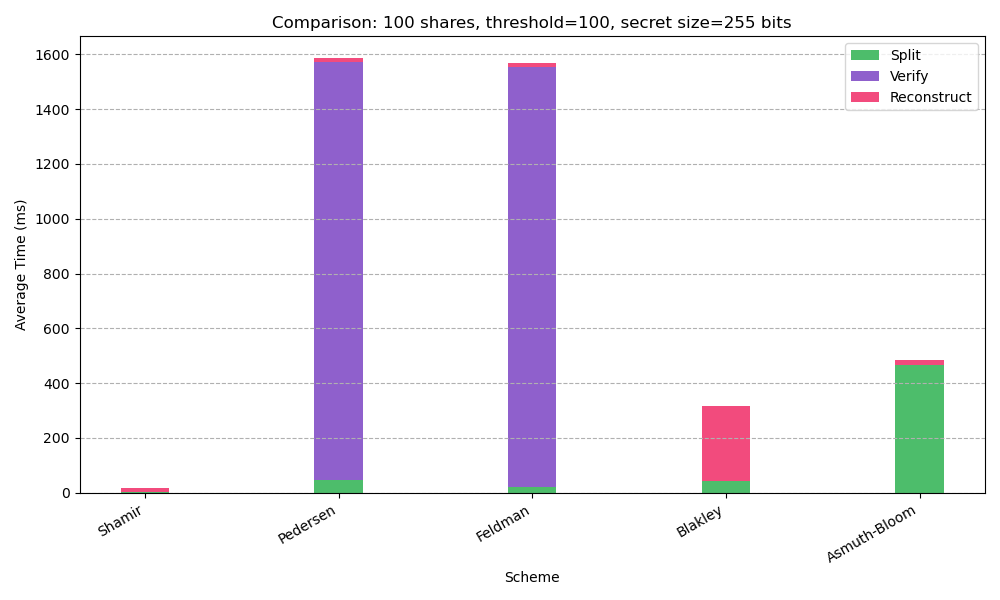 Comparison: 100 shares, threshold=100, secret size=255 bits
Split
Verify
Reconstruct
Average Time (ms)
1600
1400
1200
1000
800
600
400
200
0
Shamir
Pedersen
Feldman
Blakley
Asmuth-Bloom
Scheme